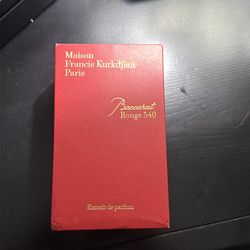 Maison
Francis Kurkdjian
Paris
Baccarat
Rouge 540
Extrait de parfum